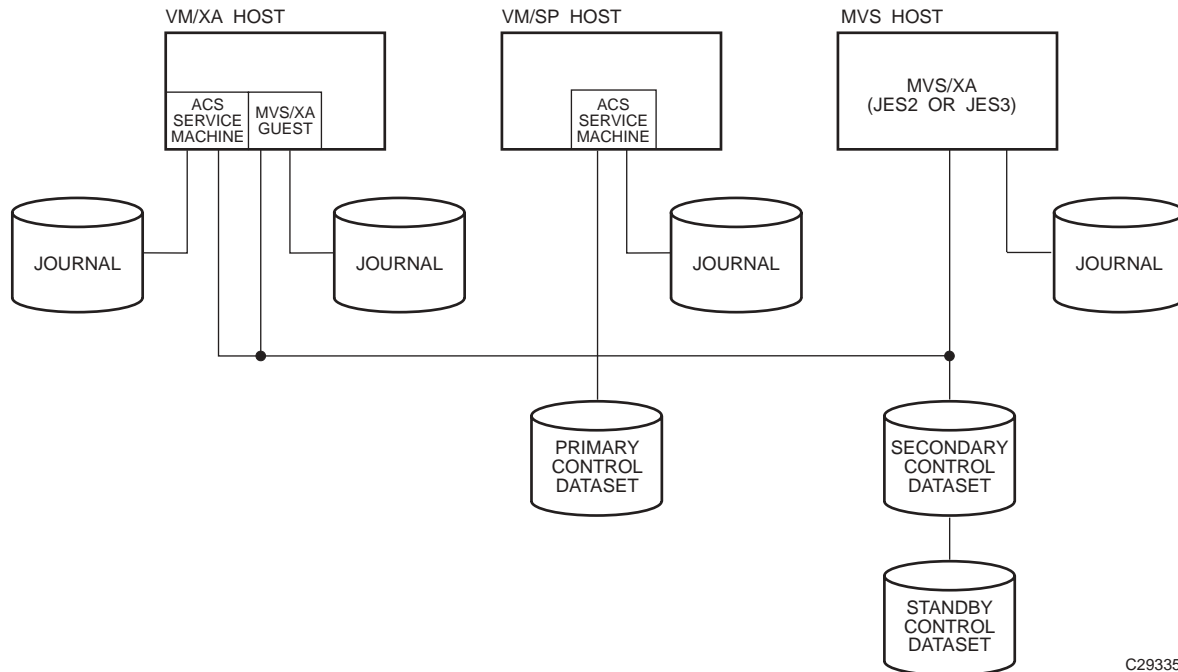 VM/XA HOST
VM/SP HOST
MVS HOST
ACS
SERVICE
MACHINE
MVS/XA
GUEST
ACS
SERVICE
MACHINE
MVS/XA
(JES2 OR JES3)
JOURNAL
JOURNAL
JOURNAL
JOURNAL
PRIMARY
CONTROL
DATASET
SECONDARY
CONTROL
DATASET
STANDBY
CONTROL
DATASET
C29335